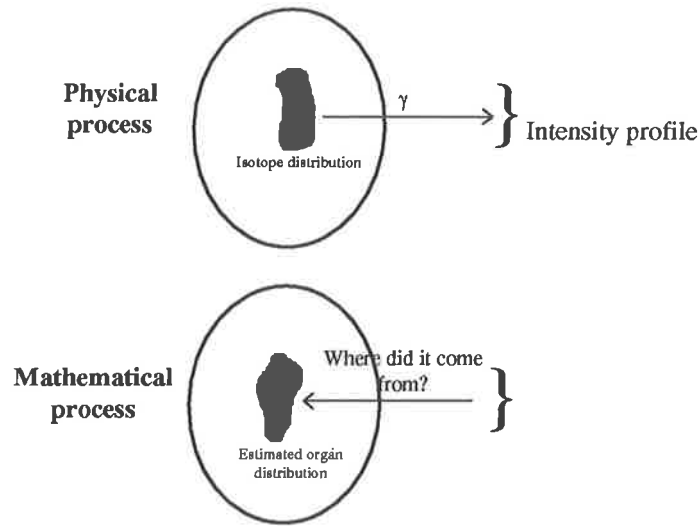 Physical
process
γ
} Intensity profile
Isotope distribution
Mathematical
process
Where did it come
from?
}
Estimated organ
distribution